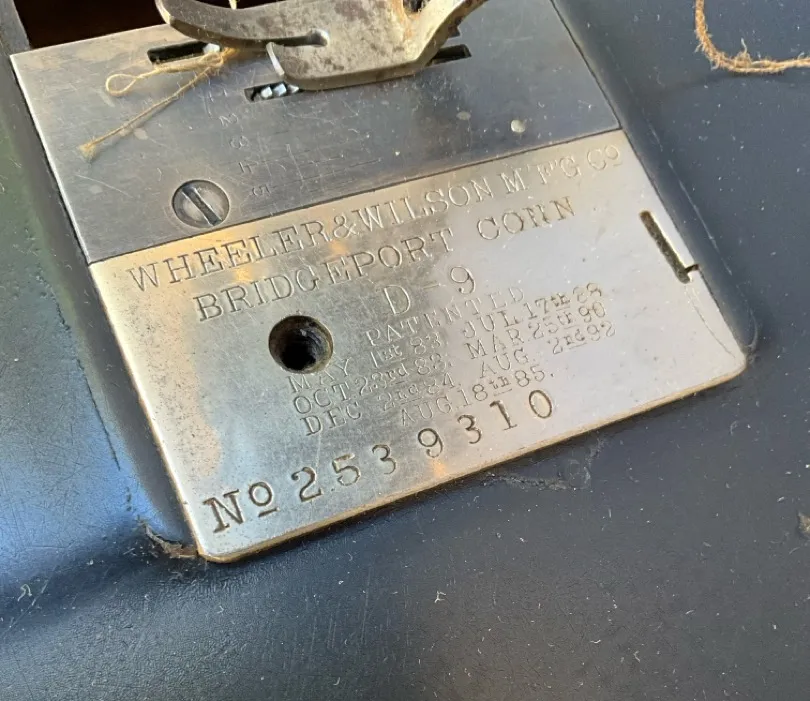 WHEELER&WILSON M'F'G Cº
BRIDGEPORT CONN
D-9
PATENTED
MAY 1st 83, JUL 17th 88
OCT 23rd 88, MAR 25th 90
DEC 2nd 84, AUG. 2nd 92
AUG.18th 85.
Nº 2539310